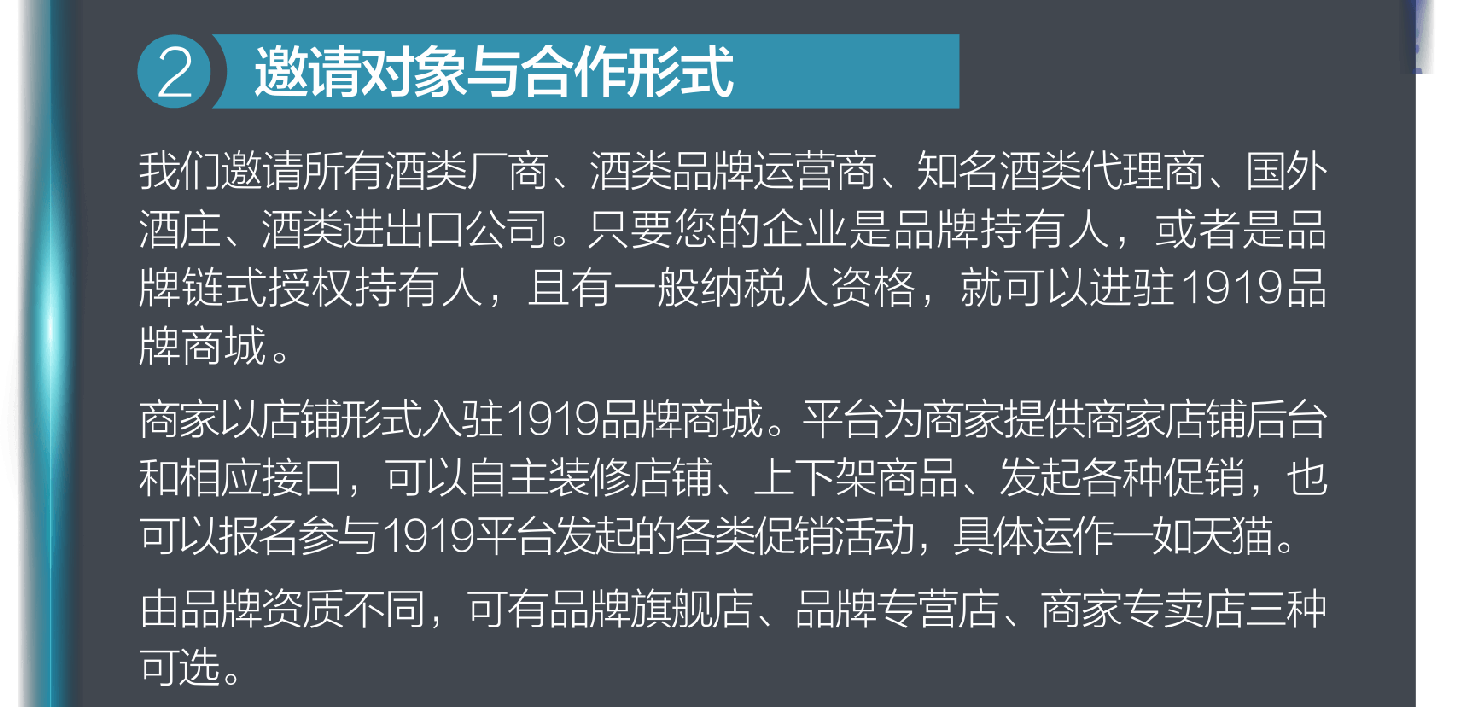 2 邀请对象与合作形式
我们邀请所有酒类厂商、酒类品牌运营商、知名酒类代理商、国外
酒庄、酒类进出口公司。只要您的企业是品牌持有人，或者是品
牌链式授权持有人，且有一般纳税人资格，就可以进驻1919品
牌商城。
商家以店铺形式入驻1919品牌商城。平台为商家提供商家店铺后台
和相应接口，可以自主装修店铺、上下架商品、发起各种促销，也
可以报名参与1919平台发起的各类促销活动，具体运作一如天猫。
由品牌资质不同，可有品牌旗舰店、品牌专营店、商家专卖店三种
可选。